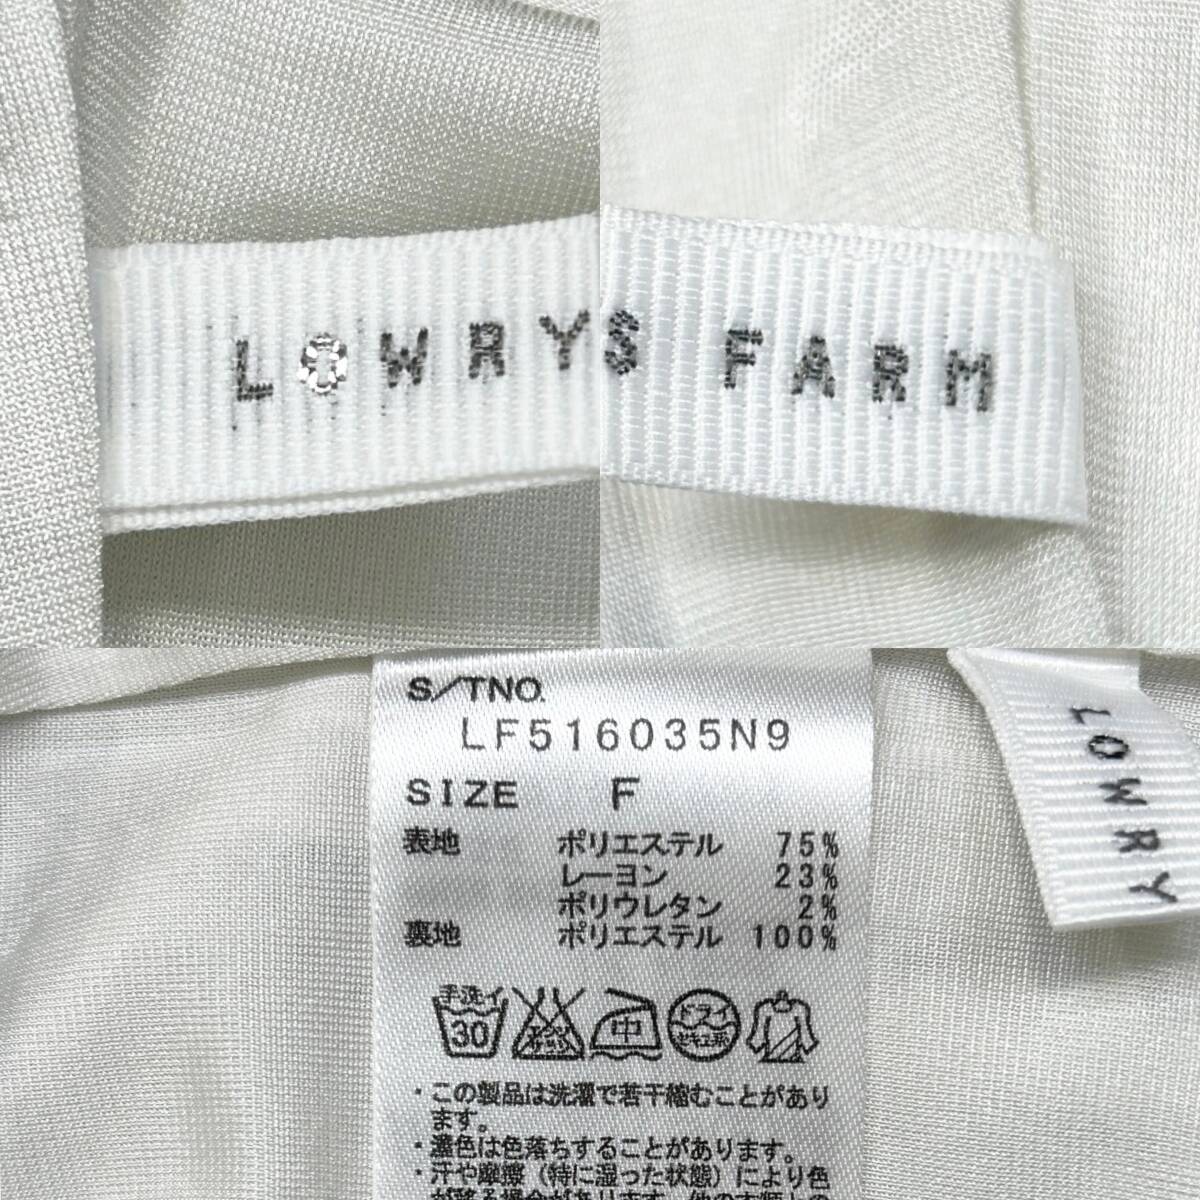 LOWRYS FARM
S/TNO.
LF516035N9
SIZE F
表地 ポリエステル 75%
レーヨン 23%
ポリウレタン 2%
裏地 ポリエステル 100%
手洗イ
30
中
ドライ
セキユ系
・この製品は洗濯で若干縮むことがあり
ます。
・濃色は色落ちすることがあります。
・汗や摩擦（特に湿った状態）により色
LOWRY